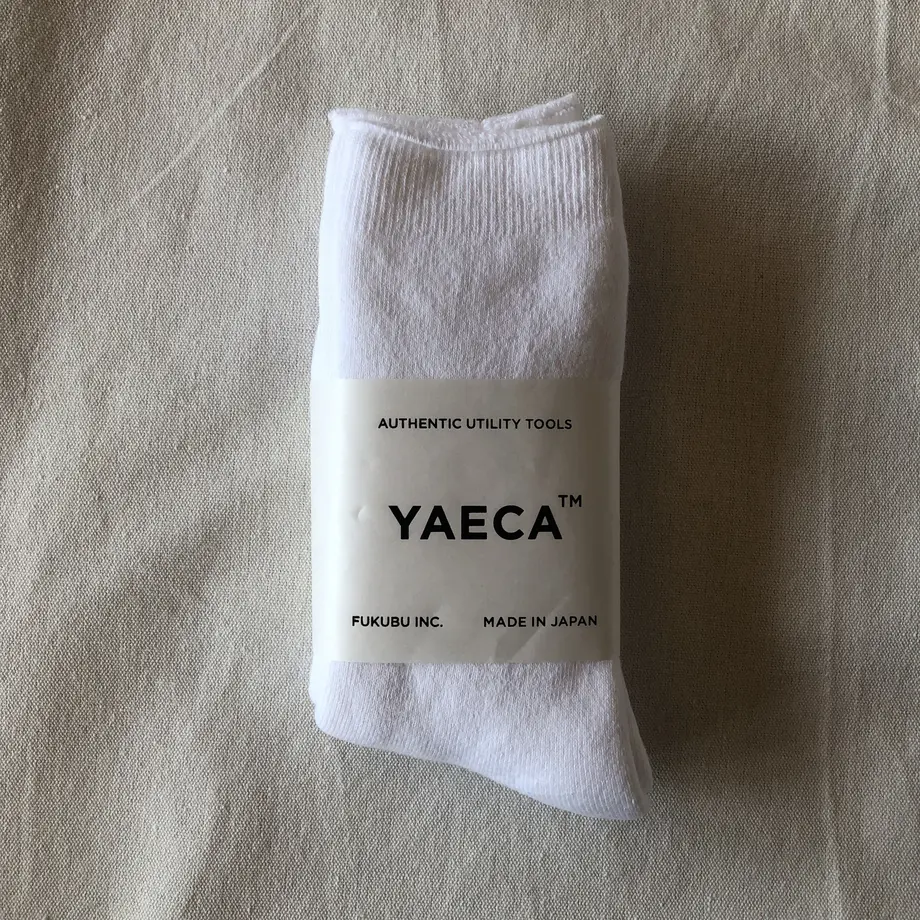 AUTHENTIC UTILITY TOOLS
YAECA™
FUKUBU INC. MADE IN JAPAN